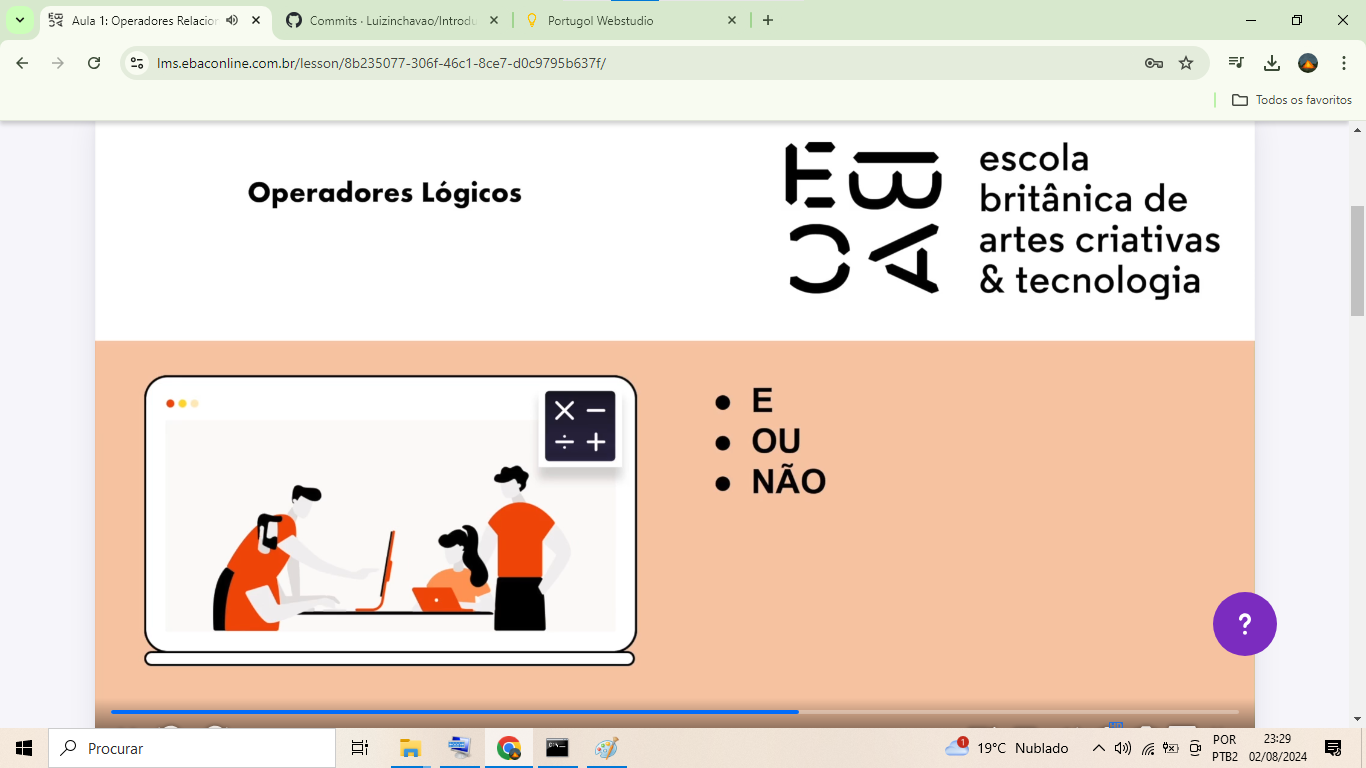 Aula 1: Operadores Relacion
Commits · Luizinchavao/Introdu
Portugol Webstudio
lms.ebaconline.com.br/lesson/8b235077-306f-46c1-8ce7-d0c9795b637f/
Todos os favoritos
Operadores Lógicos
EBAC
escola
britânica de
artes criativas
& tecnologia
● E
● OU
● NÃO
?
Procurar
1
19°C Nublado
POR
PTB2
23:29
02/08/2024